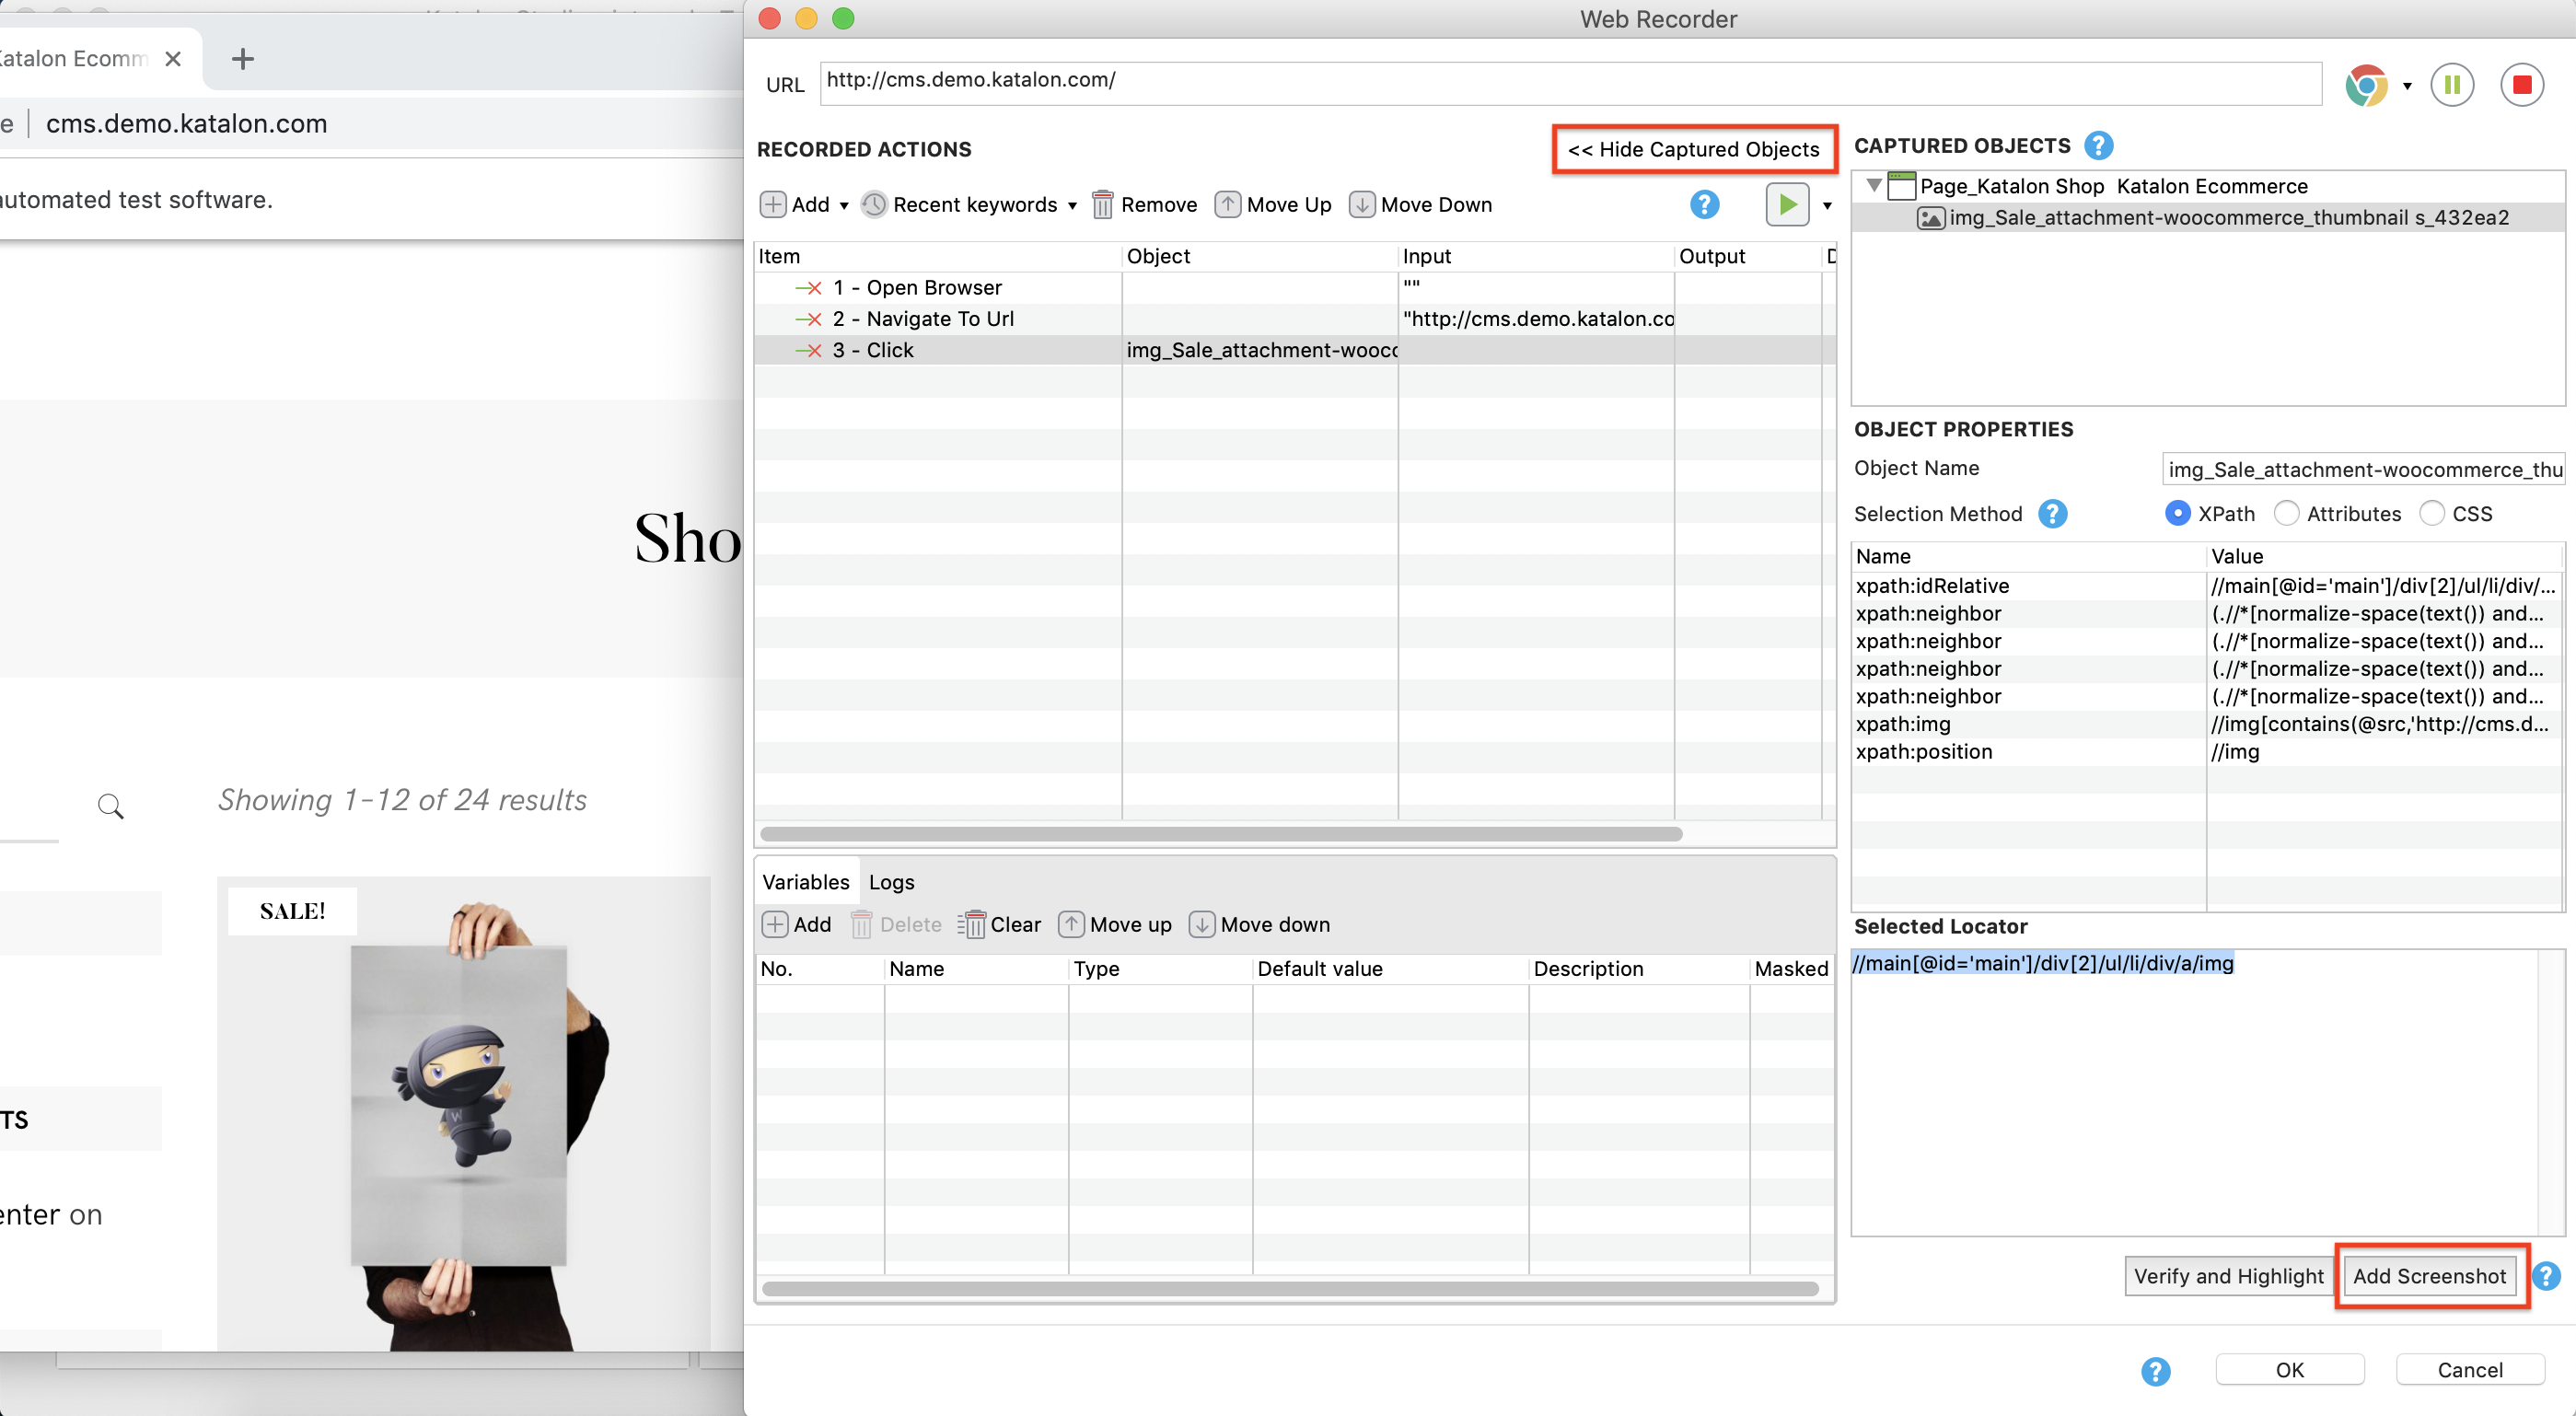 Web Recorder
Katalon Ecomm
cms.demo.katalon.com
automated test software.
Sho
Showing 1–12 of 24 results
SALE!
TS
enter on
URL
http://cms.demo.katalon.com/
RECORDED ACTIONS
<< Hide Captured Objects
Add
Recent keywords
Remove
Move Up
Move Down
?
Item Object Input Output
1 - Open Browser ""
2 - Navigate To Url "http://cms.demo.katalon.co
3 - Click img_Sale_attachment-wooco
Variables Logs
Add
Delete
Clear
Move up
Move down
No. Name Type Default value Description Masked
CAPTURED OBJECTS ?
Page_Katalon Shop  Katalon Ecommerce
img_Sale_attachment-woocommerce_thumbnail s_432ea2
OBJECT PROPERTIES
Object Name img_Sale_attachment-woocommerce_thu
Selection Method ? XPath Attributes CSS
Name Value
xpath:idRelative //main[@id='main']/div[2]/ul/li/div/...
xpath:neighbor (.//*[normalize-space(text()) and...
xpath:neighbor (.//*[normalize-space(text()) and...
xpath:neighbor (.//*[normalize-space(text()) and...
xpath:neighbor (.//*[normalize-space(text()) and...
xpath:img //img[contains(@src,'http://cms.d...
xpath:position //img
Selected Locator
//main[@id='main']/div[2]/ul/li/div/a/img
Verify and Highlight Add Screenshot ?
? OK Cancel